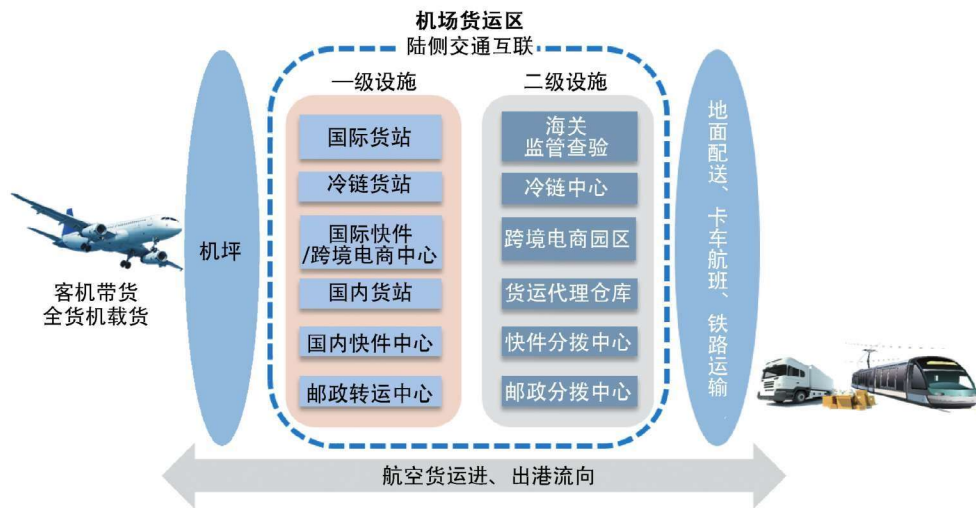 机场货运区
陆侧交通互联
一级设施
二级设施
国际货站
冷链货站
国际快件
/跨境电商中心
国内货站
国内快件中心
邮政转运中心
海关
监管查验
冷链中心
跨境电商园区
货运代理仓库
快件分拨中心
邮政分拨中心
机坪
客机带货
全货机载货
地面配送、卡车航班、铁路运输
航空货运进、出港流向